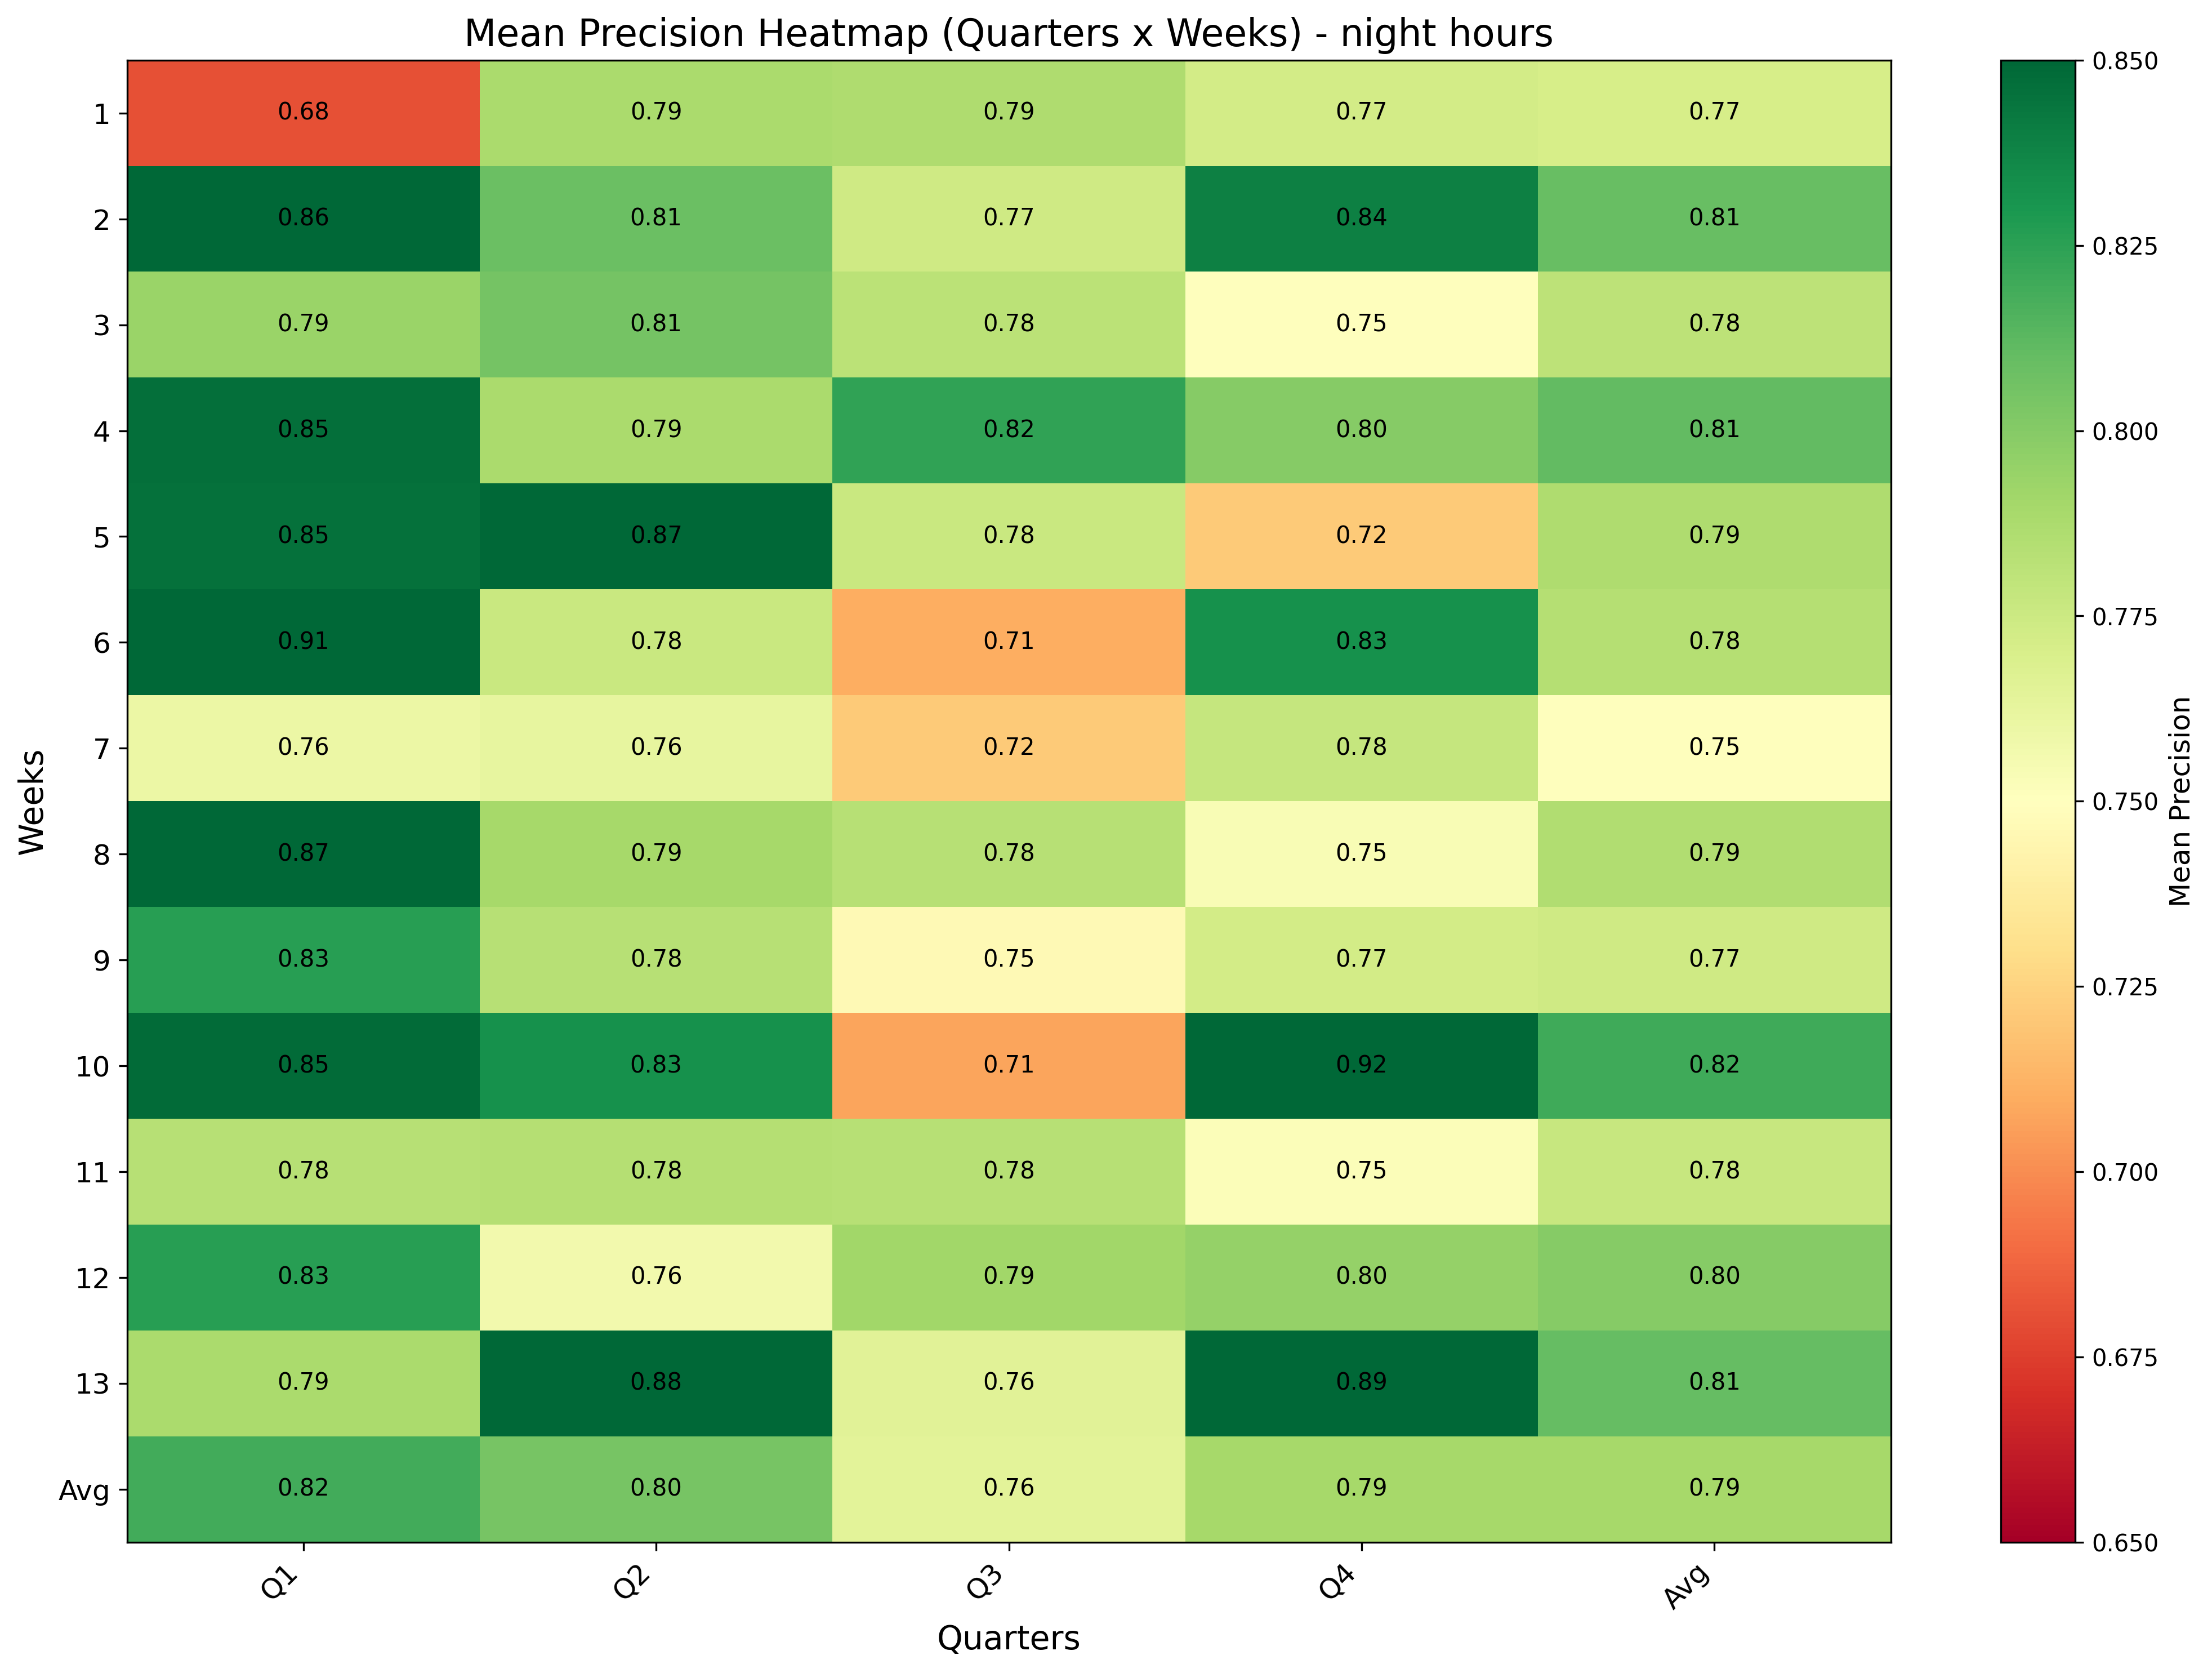 Mean Precision Heatmap (Quarters x Weeks) - night hours
1 0.68 0.79 0.79 0.77 0.77
2 0.86 0.81 0.77 0.84 0.81
3 0.79 0.81 0.78 0.75 0.78
4 0.85 0.79 0.82 0.80 0.81
5 0.85 0.87 0.78 0.72 0.79
6 0.91 0.78 0.71 0.83 0.78
7 0.76 0.76 0.72 0.78 0.75
8 0.87 0.79 0.78 0.75 0.79
9 0.83 0.78 0.75 0.77 0.77
10 0.85 0.83 0.71 0.92 0.82
11 0.78 0.78 0.78 0.75 0.78
12 0.83 0.76 0.79 0.80 0.80
13 0.79 0.88 0.76 0.89 0.81
Avg 0.82 0.80 0.76 0.79 0.79
Q1 Q2 Q3 Q4 Avg
Quarters
Weeks
0.850
0.825
0.800
0.775
0.750
0.725
0.700
0.675
0.650
Mean Precision